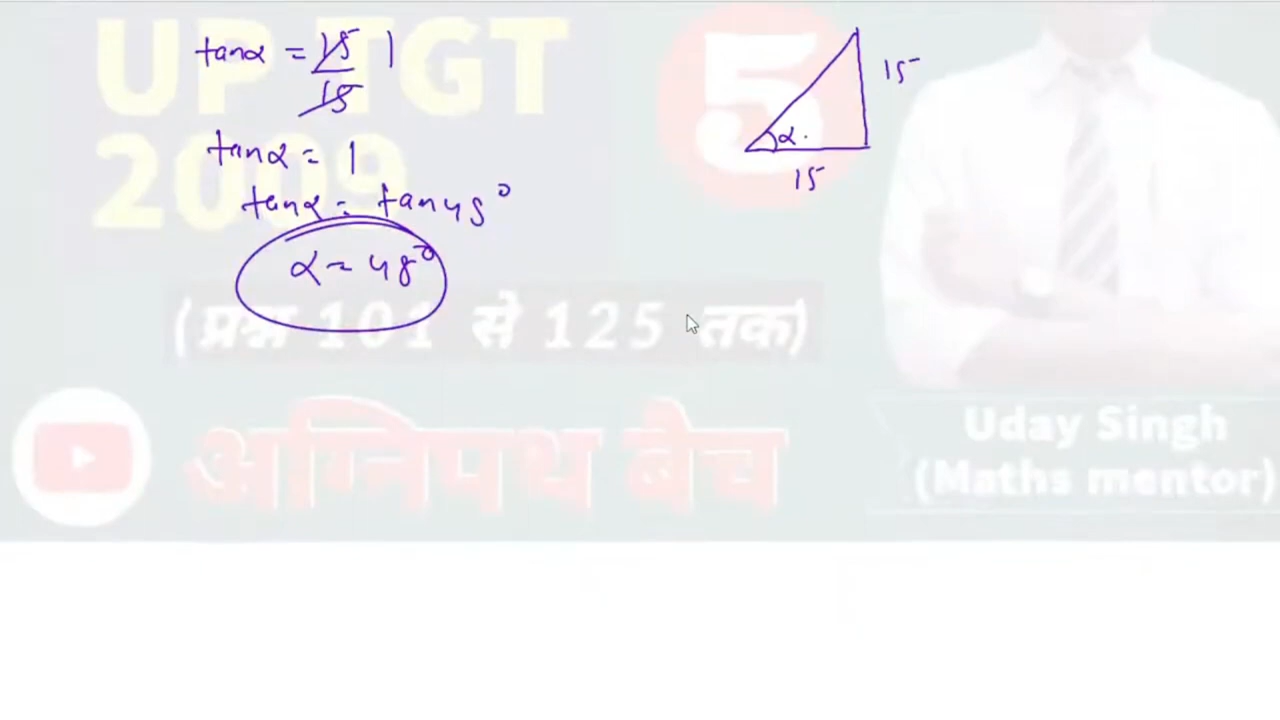 tanα = 15/15 1
tanα = 1
tanα = tan45°
α = 45°
15
α.
15
UP TGT
2009
5
(प्रश्न 101 से 125 तक)
अग्निपथ बैच
Uday Singh
(Maths mentor)